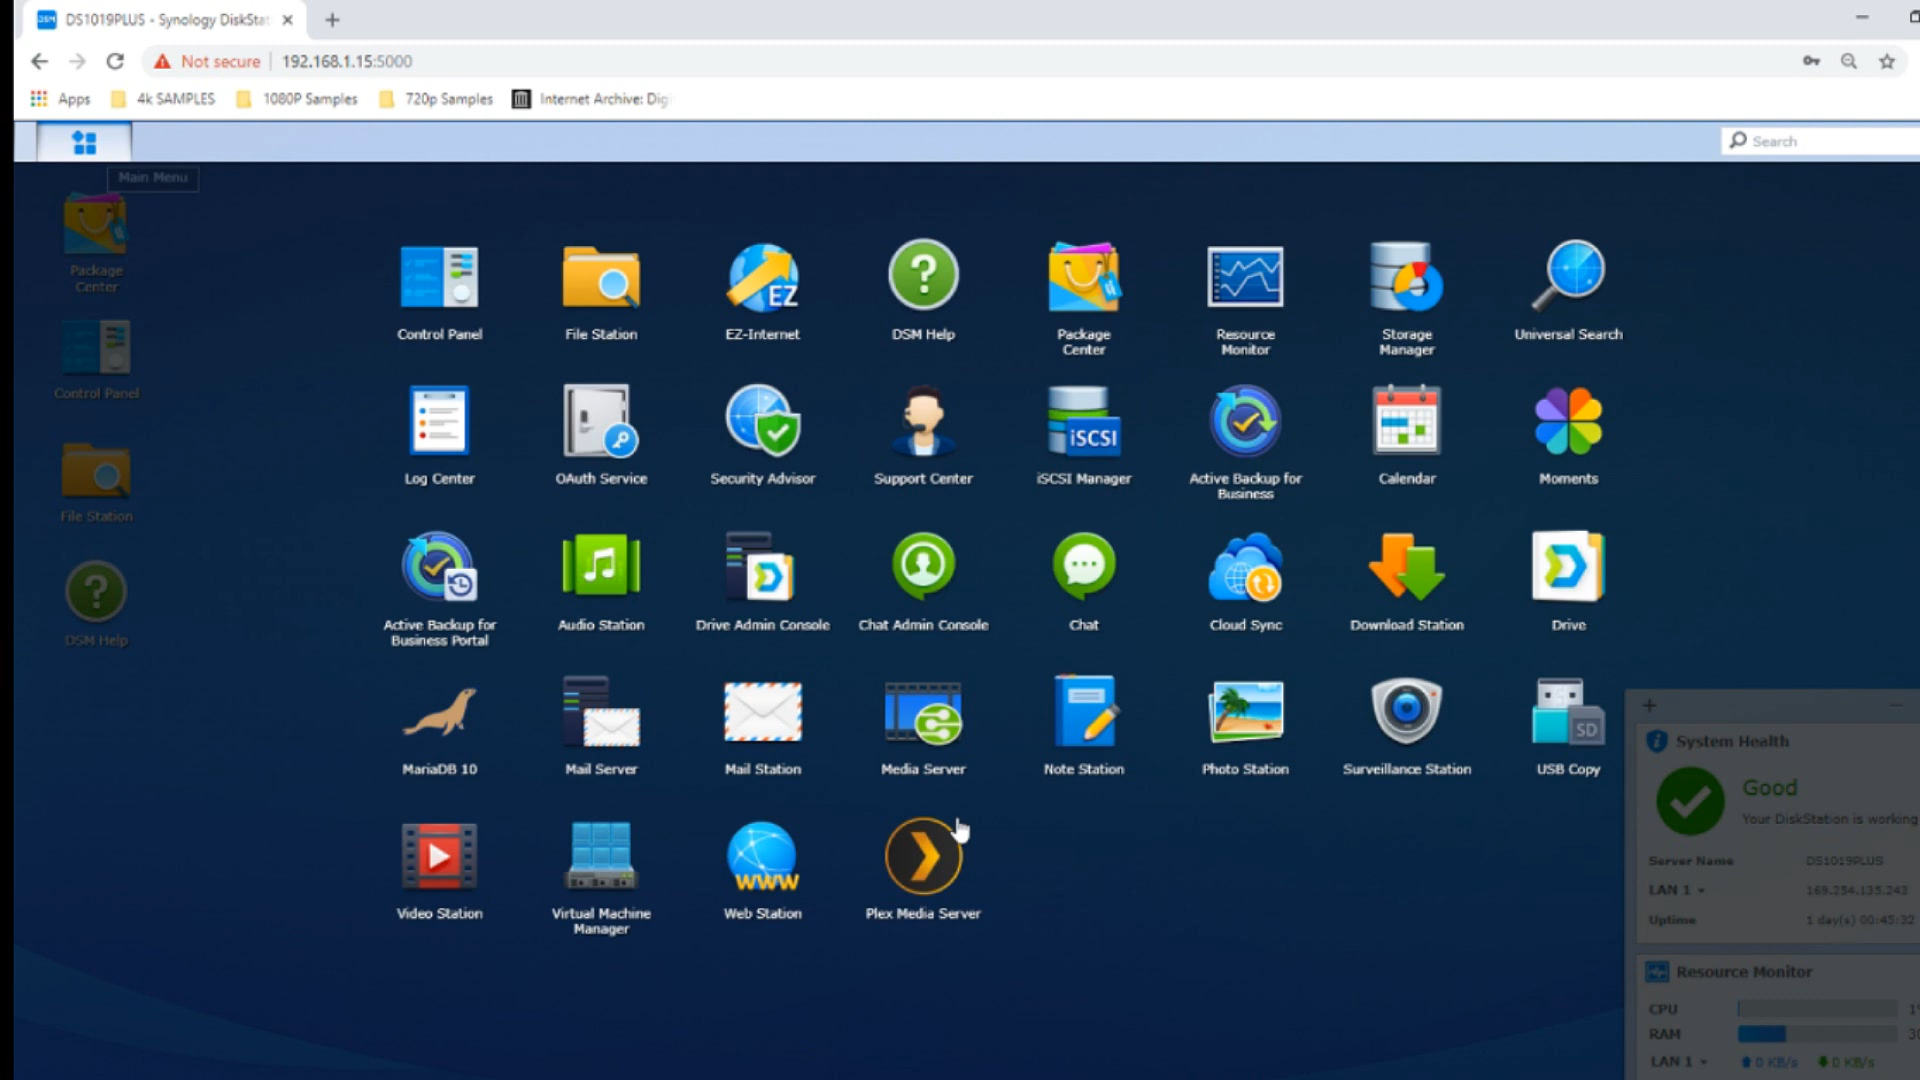 DSM DS1019PLUS - Synology DiskStat
Not secure 192.168.1.15:5000
Apps 4k SAMPLES 1080P Samples 720p Samples Internet Archive: Digi
Search
Main Menu
Package
Center
Control Panel
File Station
DSM Help
EZ
Control Panel File Station EZ-Internet DSM Help Package Center Resource Monitor Storage Manager Universal Search
iSCSI
Log Center OAuth Service Security Advisor Support Center iSCSI Manager Active Backup for Business Calendar Moments
Active Backup for Business Portal Audio Station Drive Admin Console Chat Admin Console Chat Cloud Sync Download Station Drive
SD
MariaDB 10 Mail Server Mail Station Media Server Note Station Photo Station Surveillance Station USB Copy
WWW
Video Station Virtual Machine Manager Web Station Plex Media Server
System Health
Good
Your DiskStation is working
Server Name DS1019PLUS
LAN 1 169.254.135.243
Uptime 1 day(s) 00:45:32
Resource Monitor
CPU
RAM
LAN 1 0 KB/s 0 KB/s